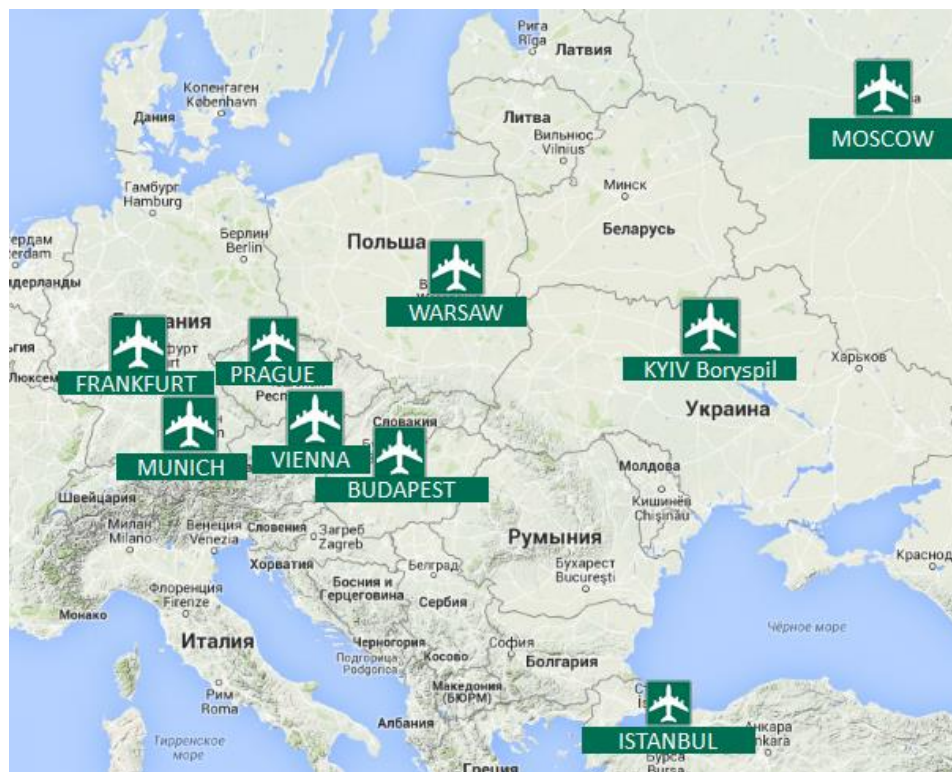 Рига
Rīga
Латвия
Копенгаген
København
Дания
Литва
Вильнюс
Vilnius
MOSCOW
Гамбург
Hamburg
Минск
Беларусь
Берлин
Berlin
Польша
WARSAW
FRANKFURT
PRAGUE
KYIV Boryspil
Харьков
Украина
MUNICH
VIENNA
Словакия
BUDAPEST
Молдова
Кишинёв
Chișinău
Швейцария
Милан
Milano
Венеция
Venezia
Словения
Загреб
Zagreb
Хорватия
Румыния
Бухарест
București
Белград
Флоренция
Firenze
Босния и
Герцеговина
Сербия
Монако
Италия
Черногория
Подгорица
Podgorica
Косово
София
Болгария
Чёрное море
Македония
(БЮРМ)
Рим
Roma
Албания
ISTANBUL
Анкара
Тирренское
море
Бурса
Bursa
Греция